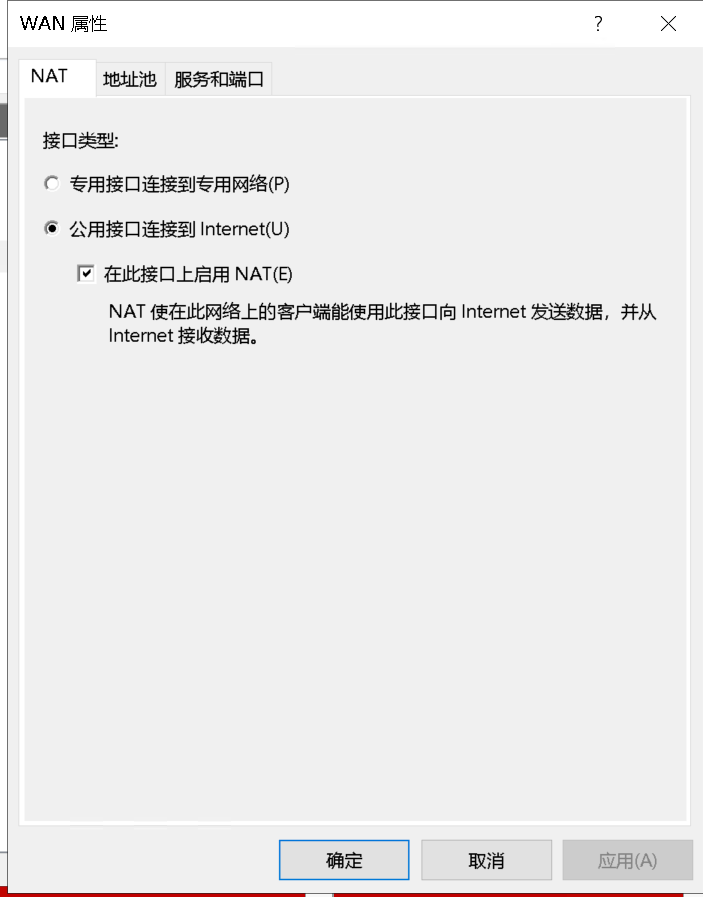 WAN 属性
NAT
地址池
服务和端口
接口类型:
专用接口连接到专用网络(P)
公用接口连接到 Internet(U)
在此接口上启用 NAT(E)
NAT 使在此网络上的客户端能使用此接口向 Internet 发送数据，并从
Internet 接收数据。
确定
取消
应用(A)